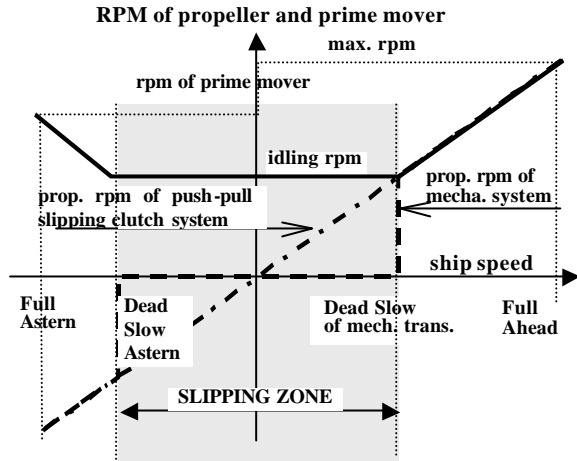 RPM of propeller and prime mover
max. rpm
rpm of prime mover
idling rpm
prop. rpm of push-pull
slipping clutch system
prop. rpm of
mecha. system
ship speed
Full
Astern
Dead
Slow
Astern
Dead Slow
of mech. trans.
Full
Ahead
SLIPPING ZONE